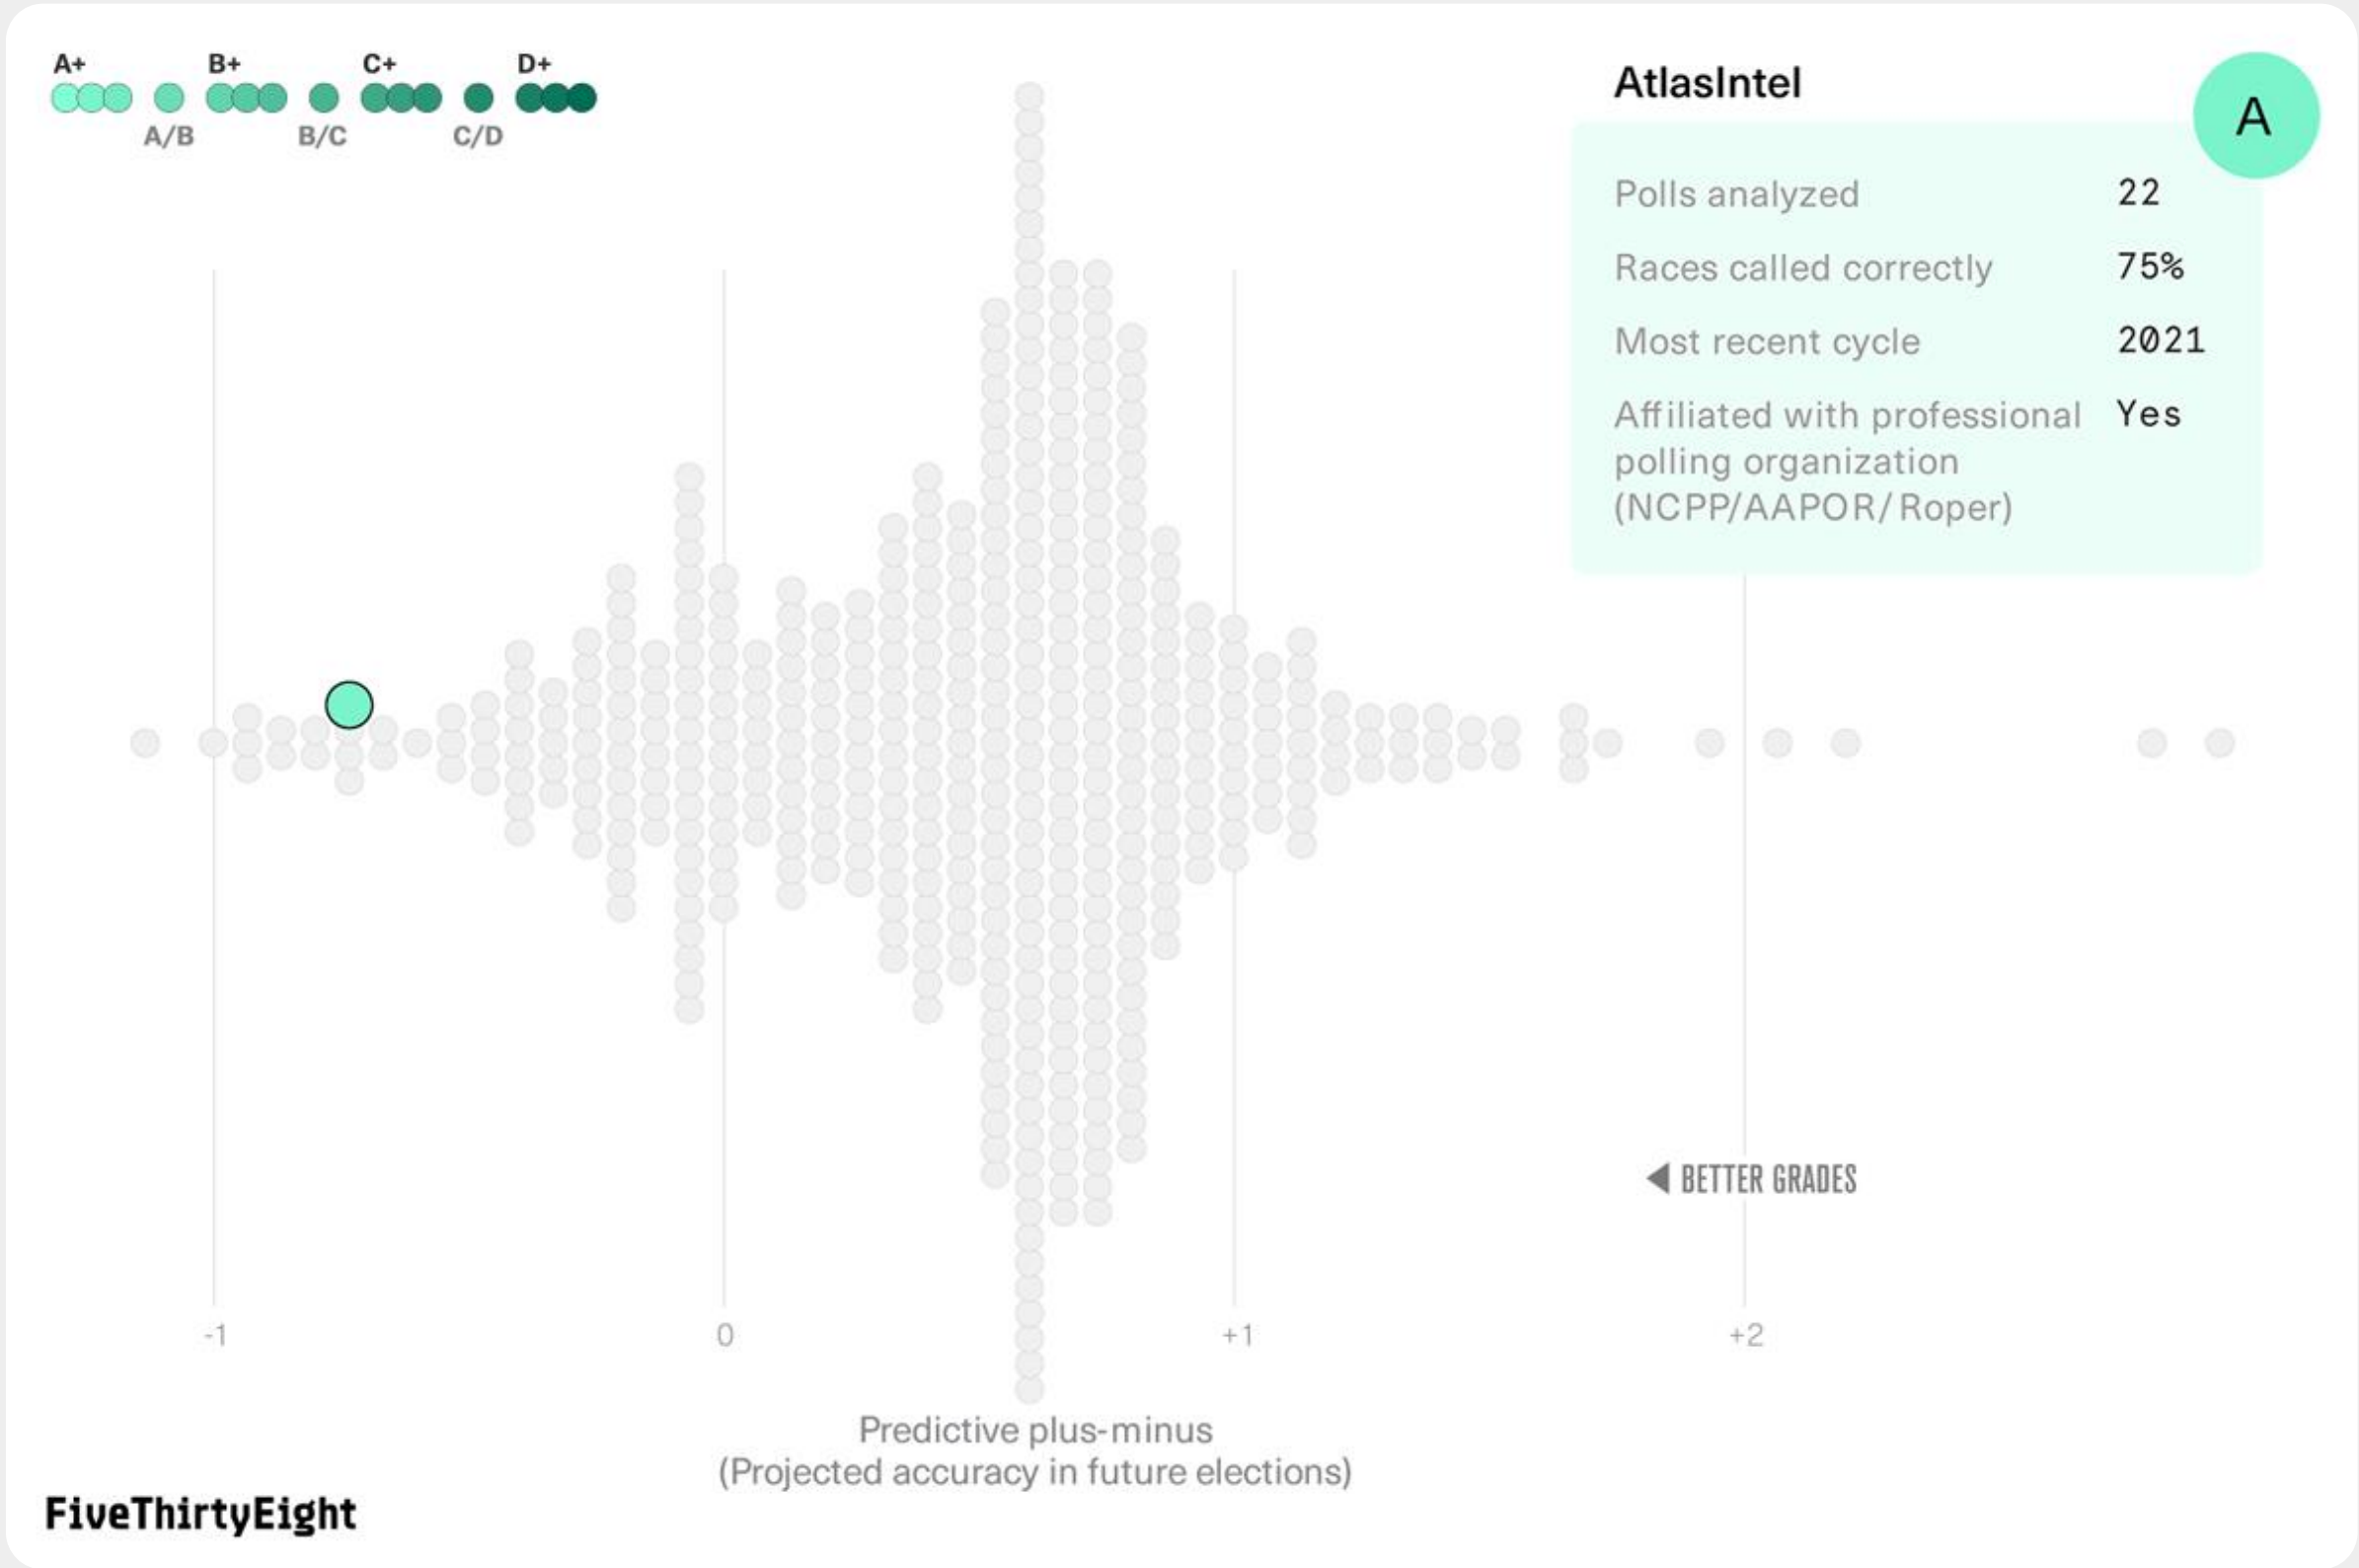 A+ B+ C+ D+
A/B B/C C/D
AtlasIntel
A
Polls analyzed 22
Races called correctly 75%
Most recent cycle 2021
Affiliated with professional Yes
polling organization
(NCPP/AAPOR/Roper)
BETTER GRADES
-1 0 +1 +2
Predictive plus-minus
(Projected accuracy in future elections)
FiveThirtyEight